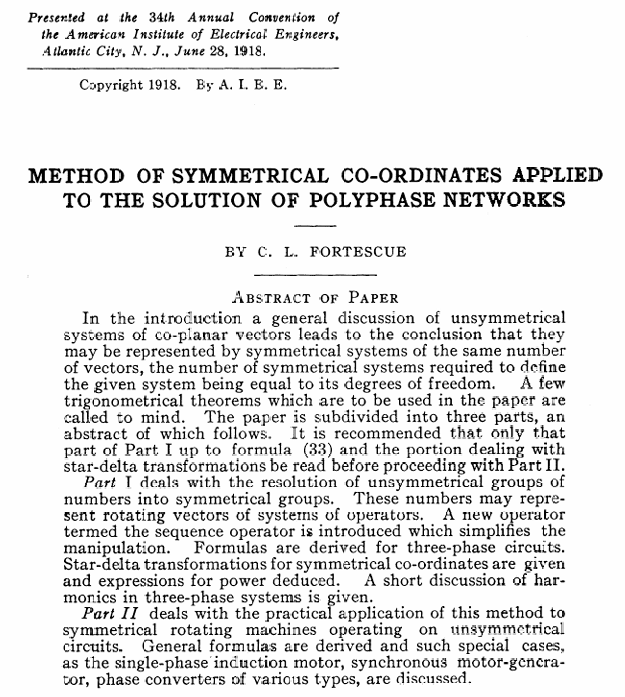 Presented at the 34th Annual Convention of
the American Institute of Electrical Engineers,
Atlantic City, N. J., June 28, 1918.
Copyright 1918. By A. I. E. E.
METHOD OF SYMMETRICAL CO-ORDINATES APPLIED
TO THE SOLUTION OF POLYPHASE NETWORKS
BY C. L. FORTESCUE
ABSTRACT OF PAPER
In the introduction a general discussion of unsymmetrical
systems of co-planar vectors leads to the conclusion that they
may be represented by symmetrical systems of the same number
of vectors, the number of symmetrical systems required to define
the given system being equal to its degrees of freedom. A few
trigonometrical theorems which are to be used in the paper are
called to mind. The paper is subdivided into three parts, an
abstract of which follows. It is recommended that only that
part of Part I up to formula (33) and the portion dealing with
star-delta transformations be read before proceeding with Part II.
Part I deals with the resolution of unsymmetrical groups of
numbers into symmetrical groups. These numbers may repre-
sent rotating vectors of systems of operators. A new operator
termed the sequence operator is introduced which simplifies the
manipulation. Formulas are derived for three-phase circuits.
Star-delta transformations for symmetrical co-ordinates are given
and expressions for power deduced. A short discussion of har-
monics in three-phase systems is given.
Part II deals with the practical application of this method to
symmetrical rotating machines operating on unsymmetrical
circuits. General formulas are derived and such special cases,
as the single-phase induction motor, synchronous motor-genera-
tor, phase converters of various types, are discussed.